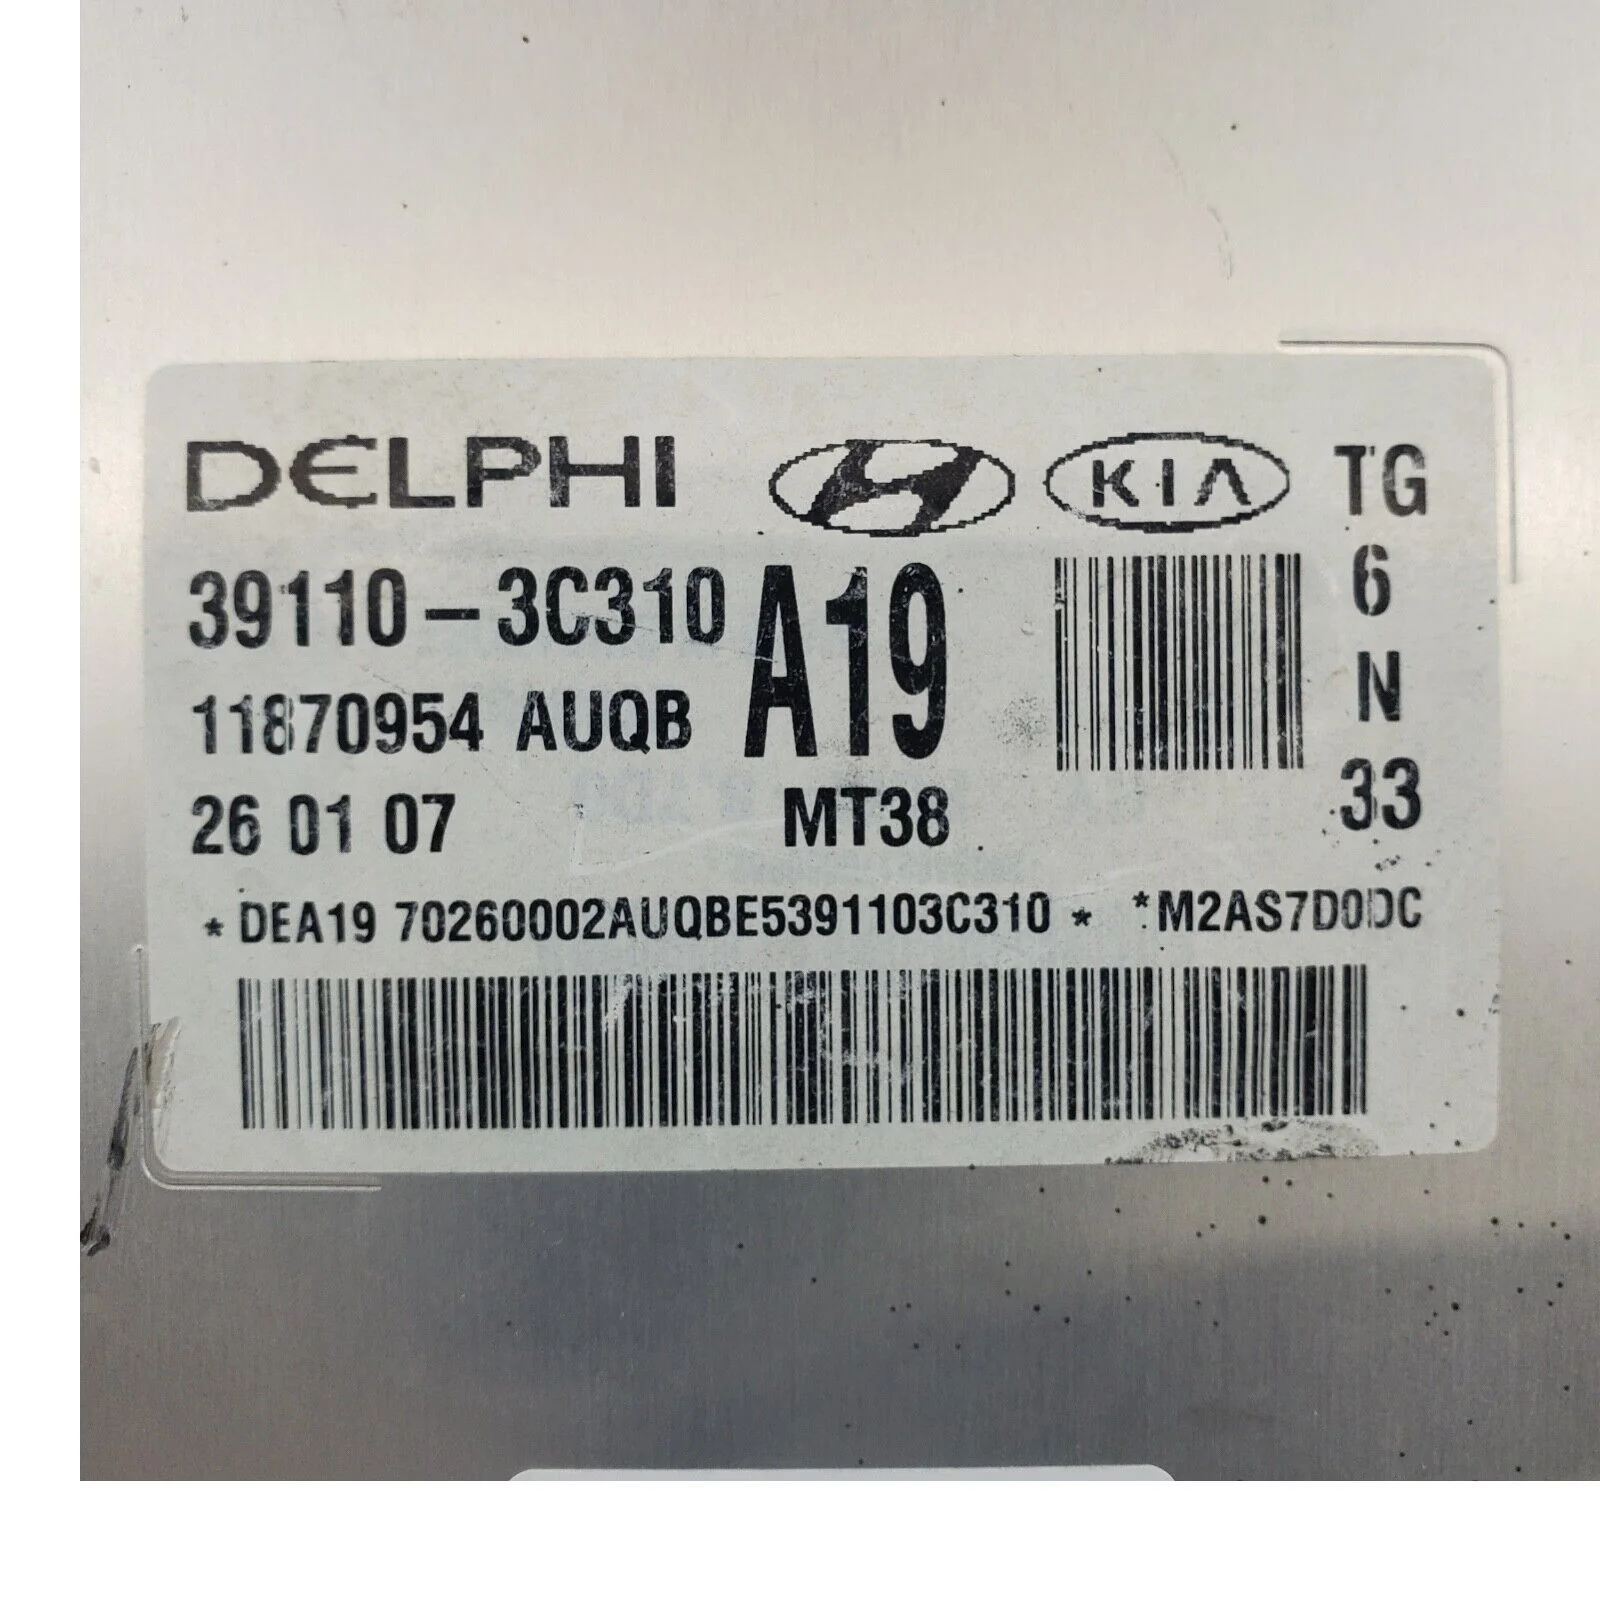 DELPHI KIA TG
39110-3C310 A19 6
11870954 AUQB N
26 01 07 MT38 33
*DEA19 70260002AUQBE5391103C310* *M2AS7D0DC